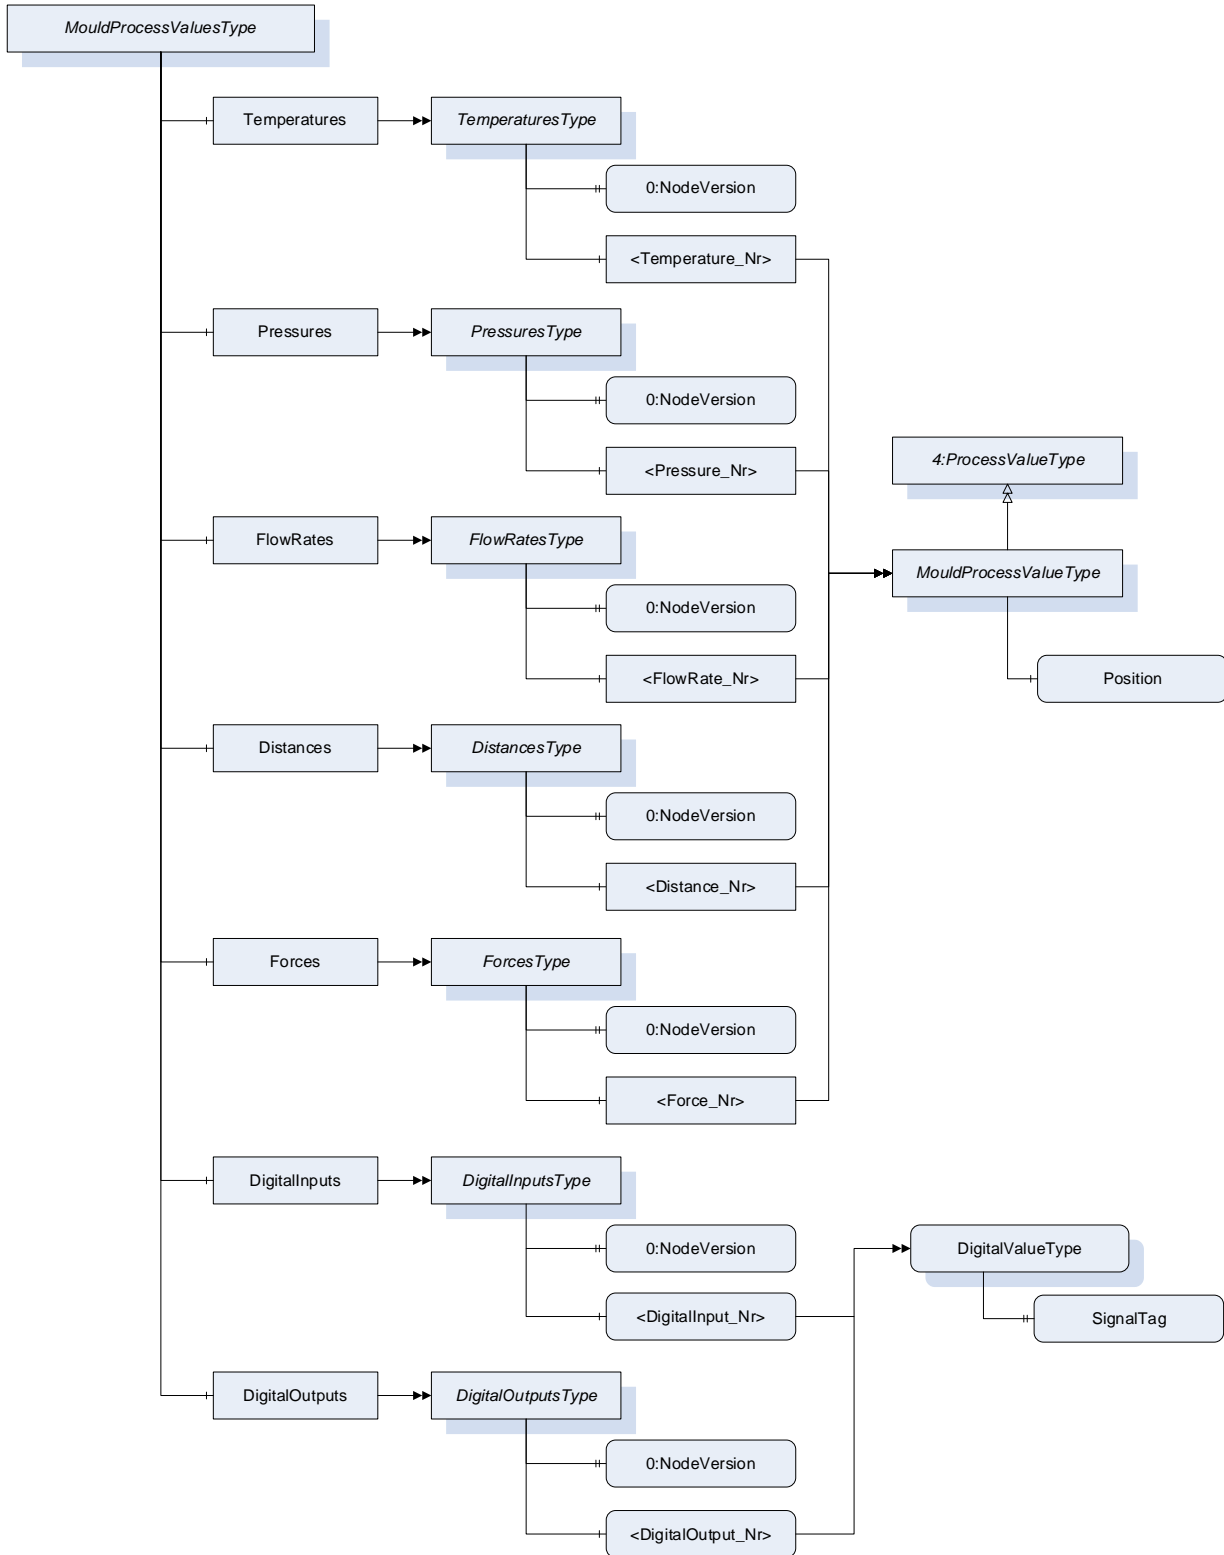 MouldProcessValuesType
Temperatures
TemperaturesType
0:NodeVersion
<Temperature_Nr>
Pressures
PressuresType
0:NodeVersion
<Pressure_Nr>
4:ProcessValueType
FlowRates
FlowRatesType
MouldProcessValueType
0:NodeVersion
<FlowRate_Nr>
Position
Distances
DistancesType
0:NodeVersion
<Distance_Nr>
Forces
ForcesType
0:NodeVersion
<Force_Nr>
DigitalInputs
DigitalInputsType
0:NodeVersion
DigitalValueType
<DigitalInput_Nr>
SignalTag
DigitalOutputs
DigitalOutputsType
0:NodeVersion
<DigitalOutput_Nr>